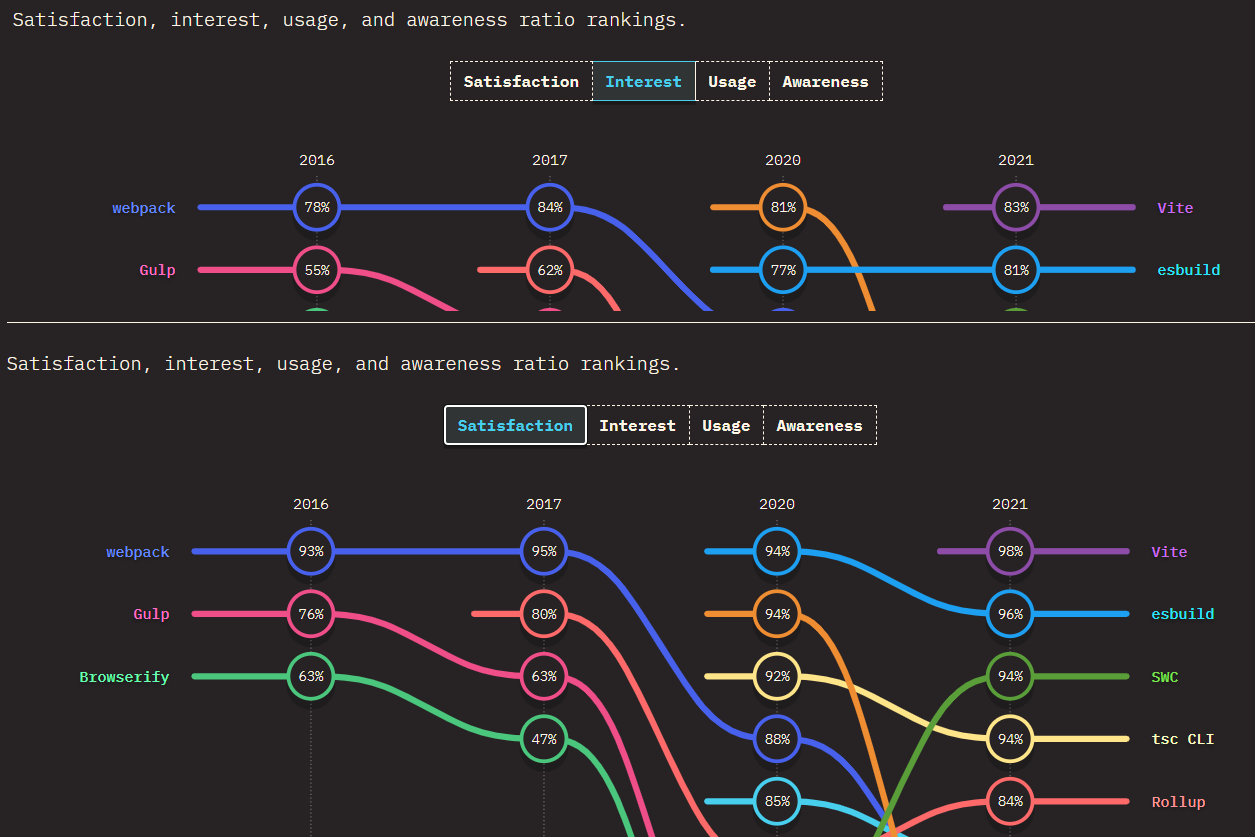 Satisfaction, interest, usage, and awareness ratio rankings.
Satisfaction Interest Usage Awareness
2016 2017 2020 2021
webpack 78% 84% 81% 83% Vite
Gulp 55% 62% 77% 81% esbuild
Satisfaction, interest, usage, and awareness ratio rankings.
Satisfaction Interest Usage Awareness
2016 2017 2020 2021
webpack 93% 95% 94% 98% Vite
Gulp 76% 80% 94% 96% esbuild
Browserify 63% 63% 92% 94% SWC
47% 88% 94% tsc CLI
85% 84% Rollup